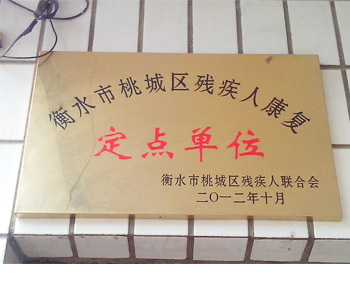 衡水市桃城区残疾人康复
定点单位
衡水市桃城区残疾人联合会
二〇一二年十月